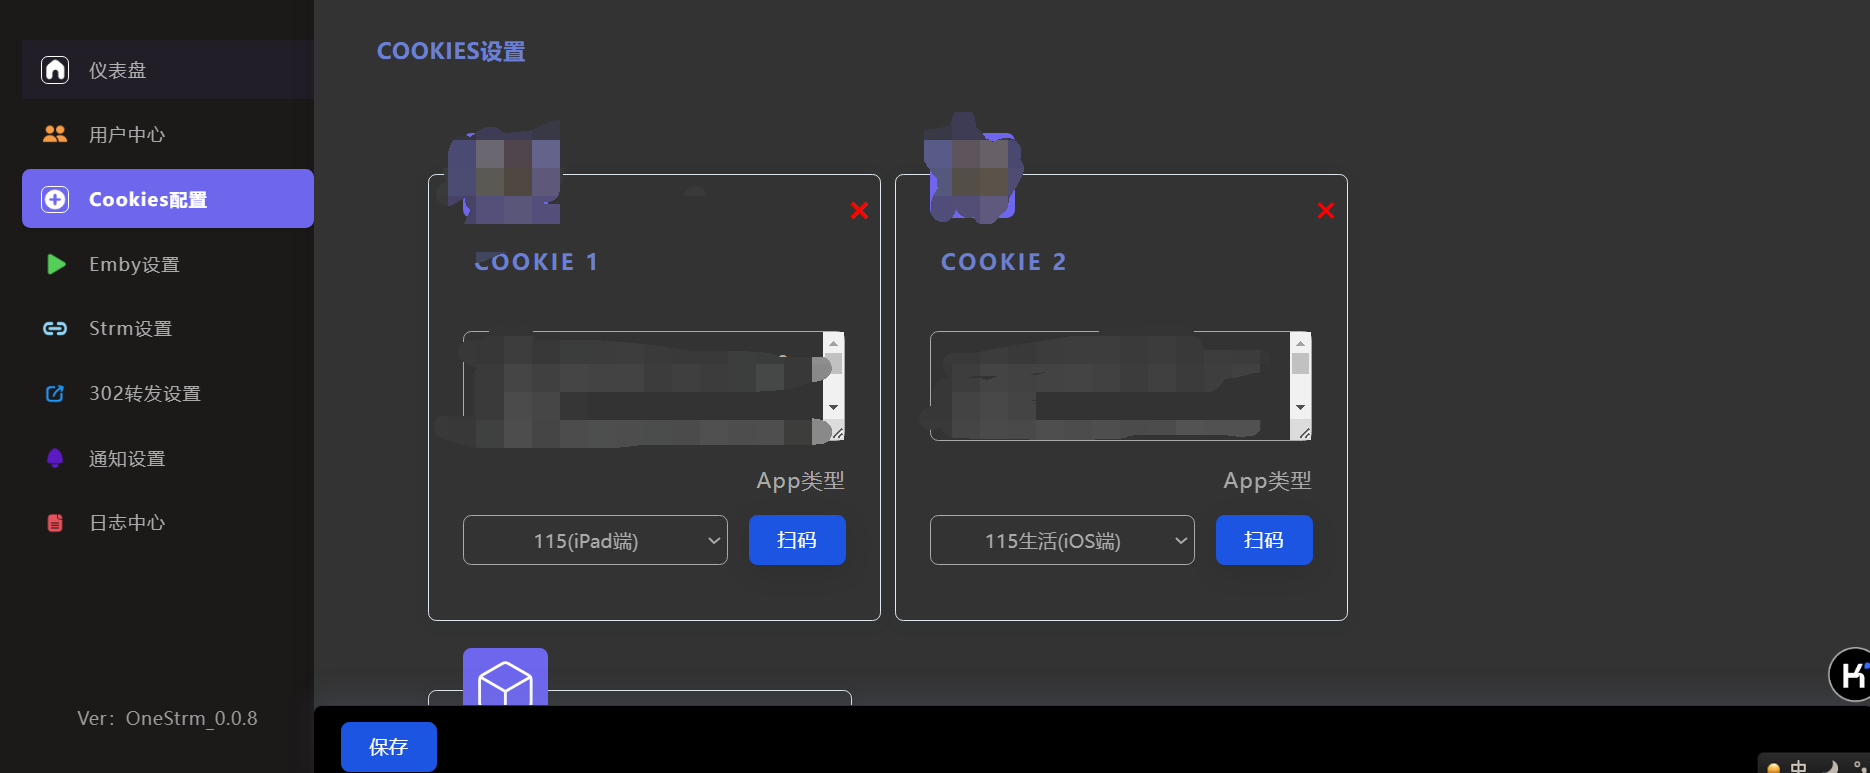 仪表盘
用户中心
Cookies配置
Emby设置
Strm设置
302转发设置
通知设置
日志中心
Ver：OneStrm_0.0.8
COOKIES设置
COOKIE 1
App类型
115(iPad端)
扫码
COOKIE 2
App类型
115生活(iOS端)
扫码
保存
中